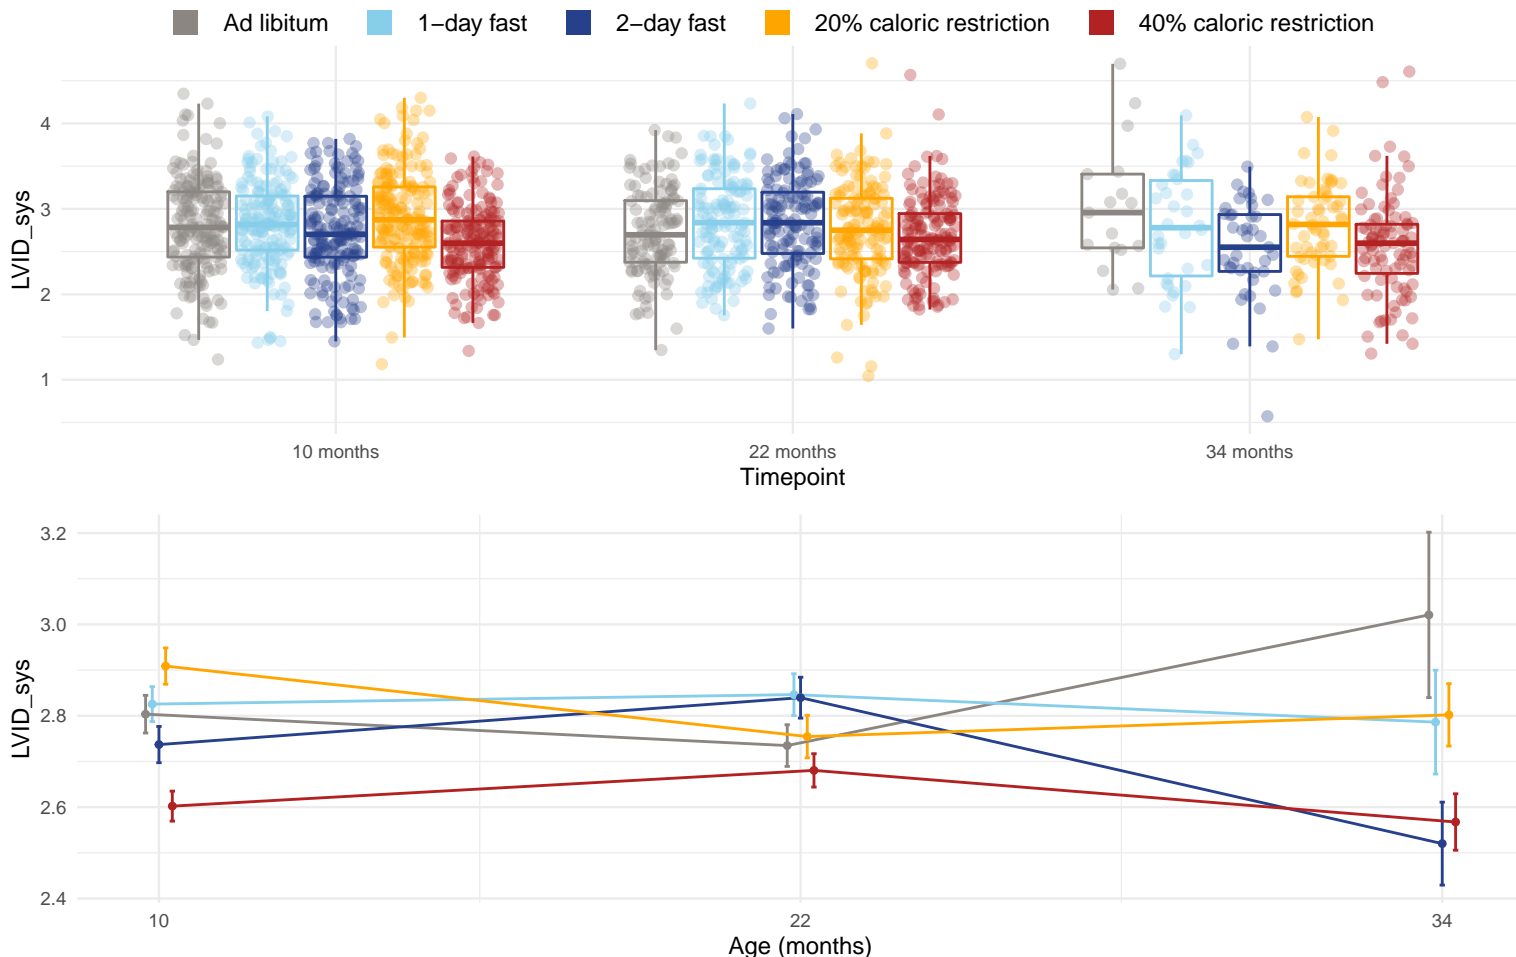 Ad libitum 1−day fast 2−day fast 20% caloric restriction 40% caloric restriction
LVID_sys
4
3
2
1
10 months 22 months 34 months
Timepoint
LVID_sys
3.2
3.0
2.8
2.6
2.4
10 22 34
Age (months)